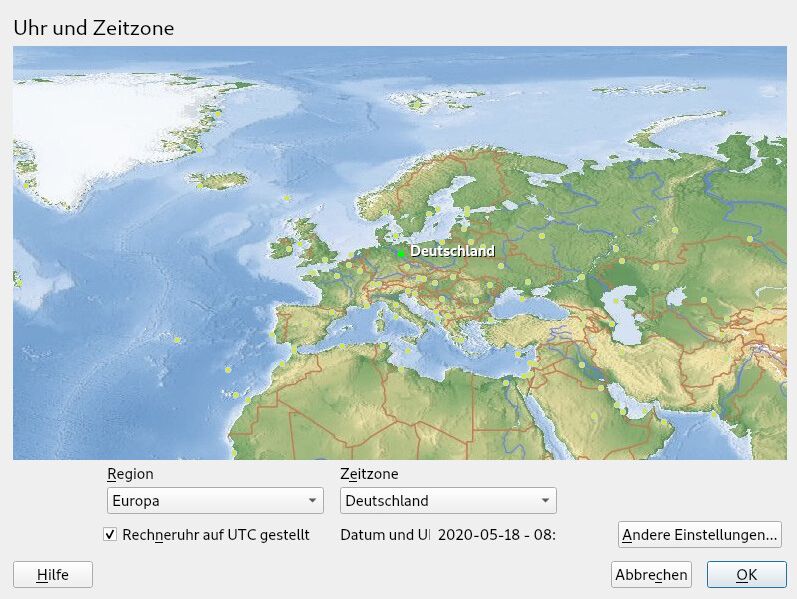 Uhr und Zeitzone
Deutschland
Region
Zeitzone
Europa
Deutschland
Rechneruhr auf UTC gestellt
Datum und U
2020-05-18 - 08:
Andere Einstellungen...
Hilfe
Abbrechen
OK